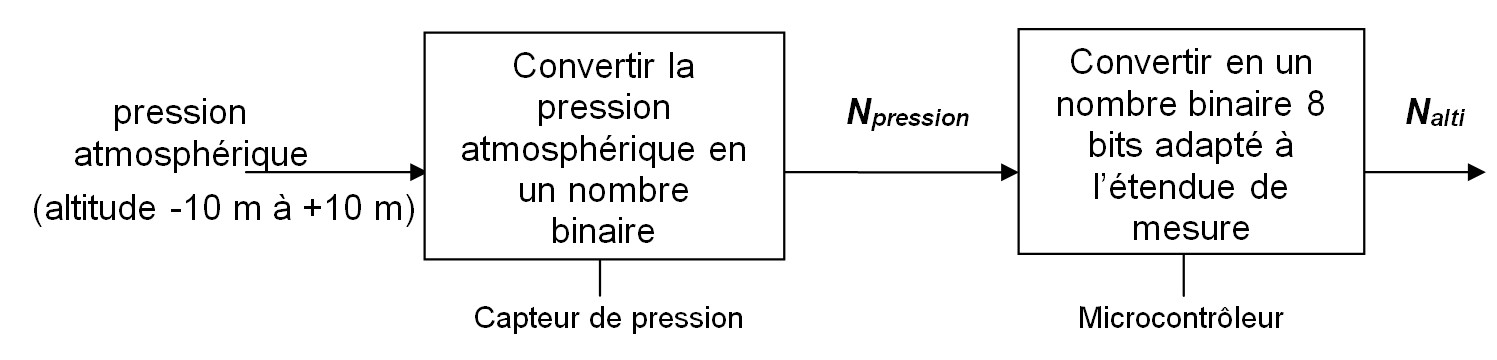 pression
atmosphérique
(altitude -10 m à +10 m)
Convertir la
pression
atmosphérique en
un nombre
binaire
Capteur de pression
Npression
Convertir en un
nombre binaire 8
bits adapté à
l’étendue de
mesure
Microcontrôleur
Nalti